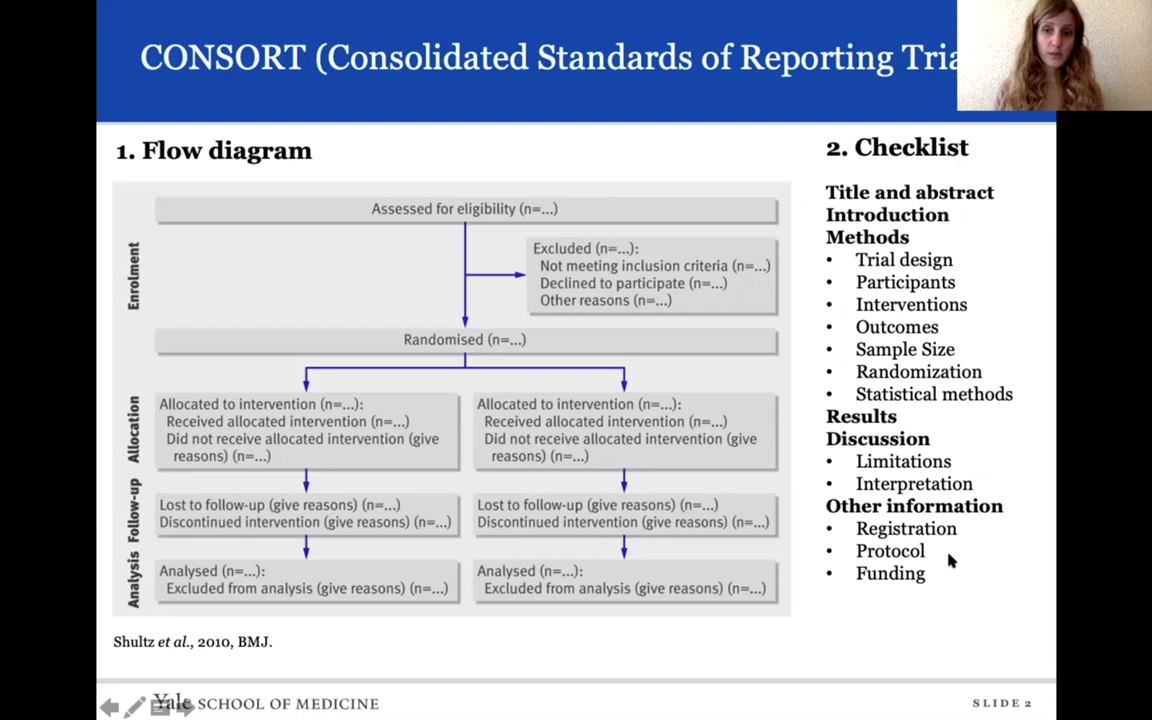 CONSORT (Consolidated Standards of Reporting Tria
1. Flow diagram
Enrolment
Assessed for eligibility (n=...)
Excluded (n=...):
Not meeting inclusion criteria (n=...)
Declined to participate (n=...)
Other reasons (n=...)
Randomised (n=...)
Allocation
Allocated to intervention (n=...):
Received allocated intervention (n=...)
Did not receive allocated intervention (give
reasons) (n=...)
Allocated to intervention (n=...):
Received allocated intervention (n=...)
Did not receive allocated intervention (give
reasons) (n=...)
Follow-up
Lost to follow-up (give reasons) (n=...)
Discontinued intervention (give reasons) (n=...)
Lost to follow-up (give reasons) (n=...)
Discontinued intervention (give reasons) (n=...)
Analysis
Analysed (n=...):
Excluded from analysis (give reasons) (n=...)
Analysed (n=...):
Excluded from analysis (give reasons) (n=...)
Shultz et al., 2010, BMJ.
2. Checklist
Title and abstract
Introduction
Methods
• Trial design
• Participants
• Interventions
• Outcomes
• Sample Size
• Randomization
• Statistical methods
Results
Discussion
• Limitations
• Interpretation
Other information
• Registration
• Protocol
• Funding
Yale SCHOOL OF MEDICINE
SLIDE 2